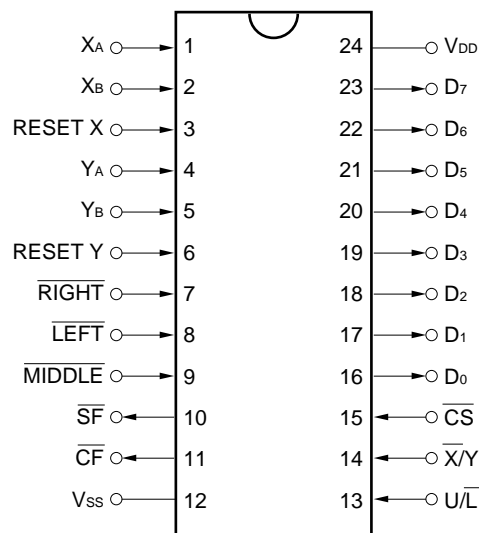 XA 1 24 VDD
XB 2 23 D7
RESET X 3 22 D6
YA 4 21 D5
YB 5 20 D4
RESET Y 6 19 D3
RIGHT 7 18 D2
LEFT 8 17 D1
MIDDLE 9 16 D0
SF 10 15 CS
CF 11 14 X/Y
VSS 12 13 U/L